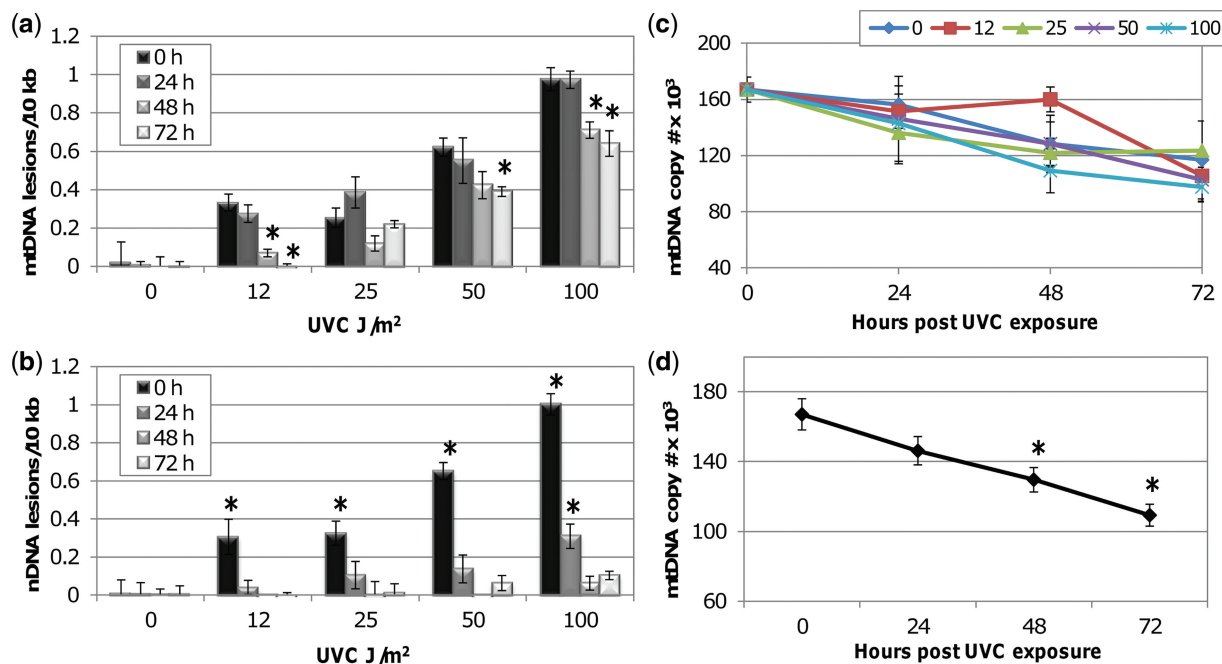 (a)
mtDNA lesions/10 kb
1.2
1
0.8
0.6
0.4
0.2
0
0 h
24 h
48 h
72 h
* * * * *
0 12 25 50 100
UVC J/m²
(b)
nDNA lesions/10 kb
1.2
1
0.8
0.6
0.4
0.2
0
0 h
24 h
48 h
72 h
* * * * *
0 12 25 50 100
UVC J/m²
(c)
0 12 25 50 100
mtDNA copy # x 10³
200
160
120
80
40
0 24 48 72
Hours post UVC exposure
(d)
mtDNA copy # x 10³
180
140
100
60
* *
0 24 48 72
Hours post UVC exposure